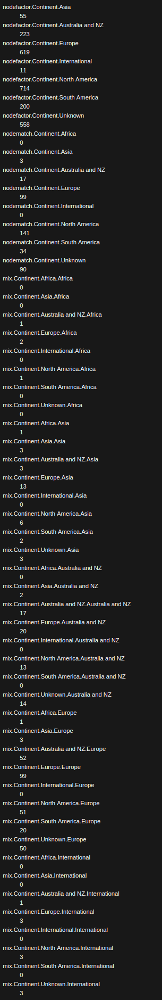 nodefactor.Continent.Asia
55
nodefactor.Continent.Australia and NZ
223
nodefactor.Continent.Europe
619
nodefactor.Continent.International
11
nodefactor.Continent.North America
714
nodefactor.Continent.South America
200
nodefactor.Continent.Unknown
558
nodematch.Continent.Africa
0
nodematch.Continent.Asia
3
nodematch.Continent.Australia and NZ
17
nodematch.Continent.Europe
99
nodematch.Continent.International
0
nodematch.Continent.North America
141
nodematch.Continent.South America
34
nodematch.Continent.Unknown
90
mix.Continent.Africa.Africa
0
mix.Continent.Asia.Africa
0
mix.Continent.Australia and NZ.Africa
1
mix.Continent.Europe.Africa
2
mix.Continent.International.Africa
0
mix.Continent.North America.Africa
1
mix.Continent.South America.Africa
0
mix.Continent.Unknown.Africa
0
mix.Continent.Africa.Asia
1
mix.Continent.Asia.Asia
3
mix.Continent.Australia and NZ.Asia
3
mix.Continent.Europe.Asia
13
mix.Continent.International.Asia
0
mix.Continent.North America.Asia
6
mix.Continent.South America.Asia
2
mix.Continent.Unknown.Asia
3
mix.Continent.Africa.Australia and NZ
0
mix.Continent.Asia.Australia and NZ
2
mix.Continent.Australia and NZ.Australia and NZ
17
mix.Continent.Europe.Australia and NZ
20
mix.Continent.International.Australia and NZ
0
mix.Continent.North America.Australia and NZ
13
mix.Continent.South America.Australia and NZ
0
mix.Continent.Unknown.Australia and NZ
14
mix.Continent.Africa.Europe
1
mix.Continent.Asia.Europe
3
mix.Continent.Australia and NZ.Europe
52
mix.Continent.Europe.Europe
99
mix.Continent.International.Europe
0
mix.Continent.North America.Europe
51
mix.Continent.South America.Europe
20
mix.Continent.Unknown.Europe
50
mix.Continent.Africa.International
0
mix.Continent.Asia.International
0
mix.Continent.Australia and NZ.International
1
mix.Continent.Europe.International
3
mix.Continent.International.International
0
mix.Continent.North America.International
3
mix.Continent.South America.International
0
mix.Continent.Unknown.International
3